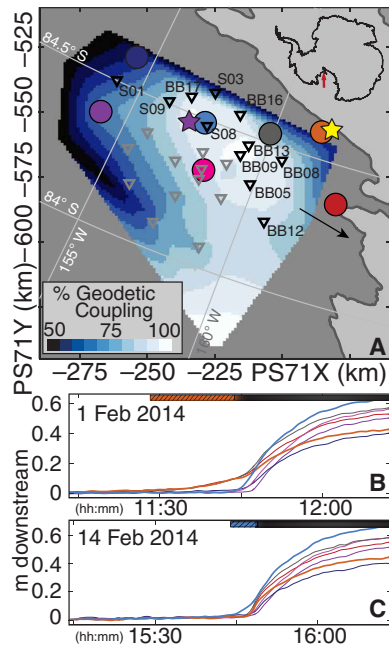 PS71Y (km)
−525
−550
−575
−600
−625
84.5° S
84° S
155° W
160° W
S01
BB17
S03
S09
BB16
S08
BB13
BB09
BB08
BB05
BB12
% Geodetic
Coupling
50 75 100
A
−275 −250 −225 PS71X (km)
m downstream
0.6
0.4
0.2
0
1 Feb 2014
B
(hh:mm) 11:30 12:00
0.6
0.4
0.2
0
14 Feb 2014
C
(hh:mm) 15:30 16:00